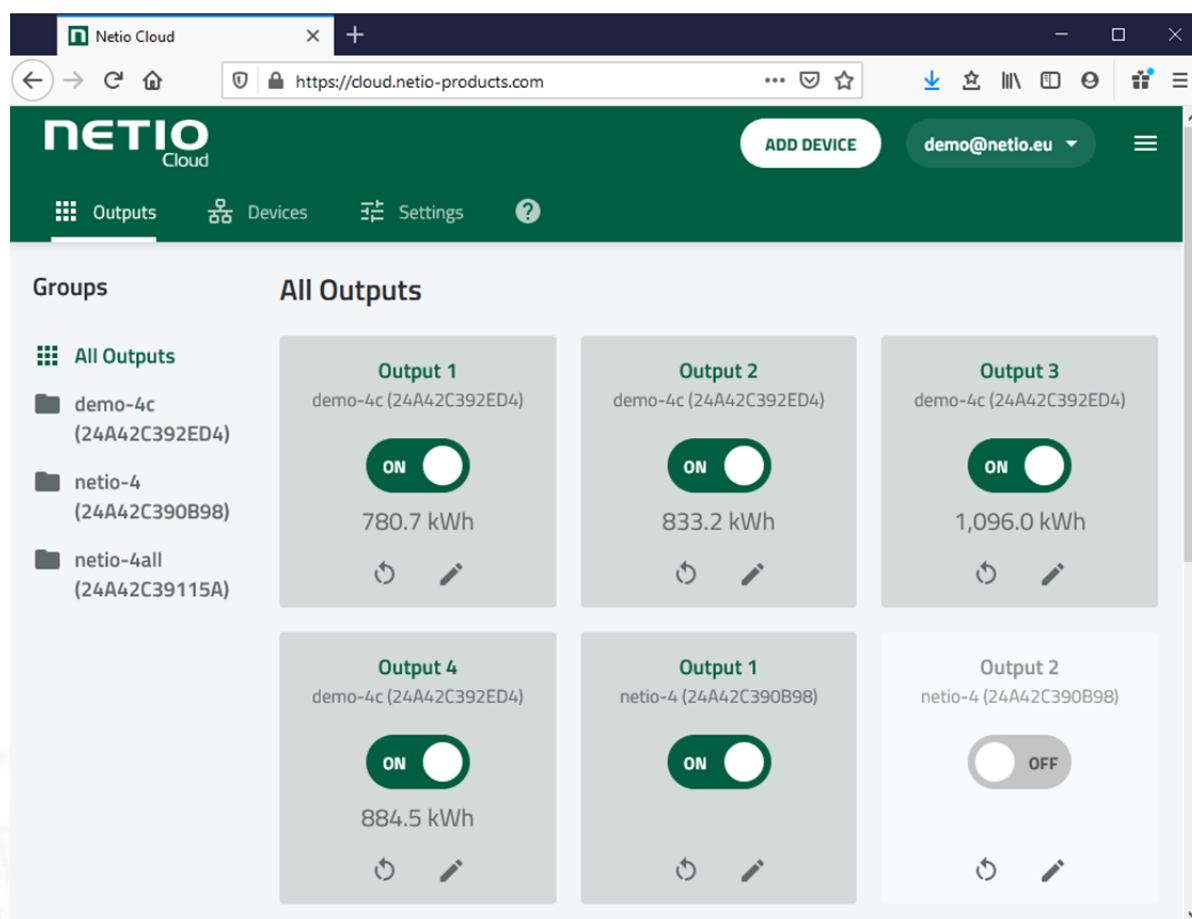 Netio Cloud
https://cloud.netio-products.com
NETIO
Cloud
ADD DEVICE
demo@netio.eu
Outputs
Devices
Settings
?
Groups
All Outputs
demo-4c
(24A42C392ED4)
netio-4
(24A42C390B98)
netio-4all
(24A42C39115A)
All Outputs
Output 1
demo-4c (24A42C392ED4)
ON
780.7 kWh
Output 2
demo-4c (24A42C392ED4)
ON
833.2 kWh
Output 3
demo-4c (24A42C392ED4)
ON
1,096.0 kWh
Output 4
demo-4c (24A42C392ED4)
ON
884.5 kWh
Output 1
netio-4 (24A42C390B98)
ON
Output 2
netio-4 (24A42C390B98)
OFF